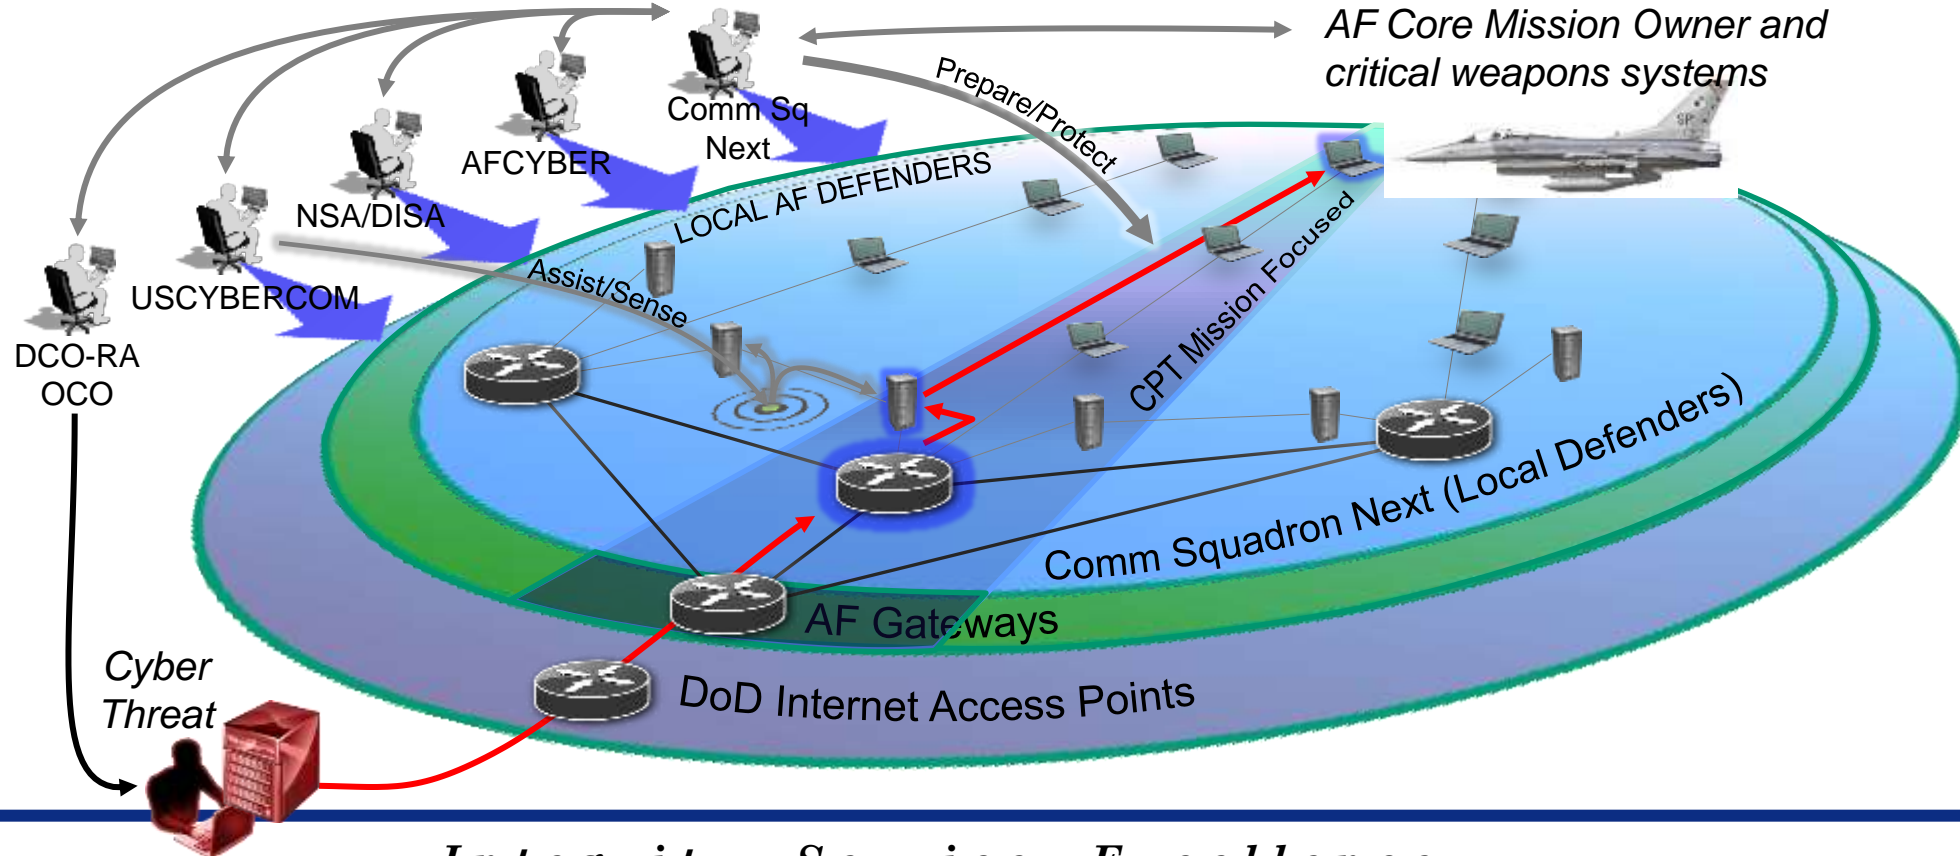 AF Core Mission Owner and
critical weapons systems
Prepare/Protect
Comm Sq
Next
AFCYBER
LOCAL AF DEFENDERS
NSA/DISA
Assist/Sense
USCYBERCOM
CPT Mission Focused
DCO-RA
OCO
Comm Squadron Next (Local Defenders)
AF Gateways
DoD Internet Access Points
Cyber
Threat